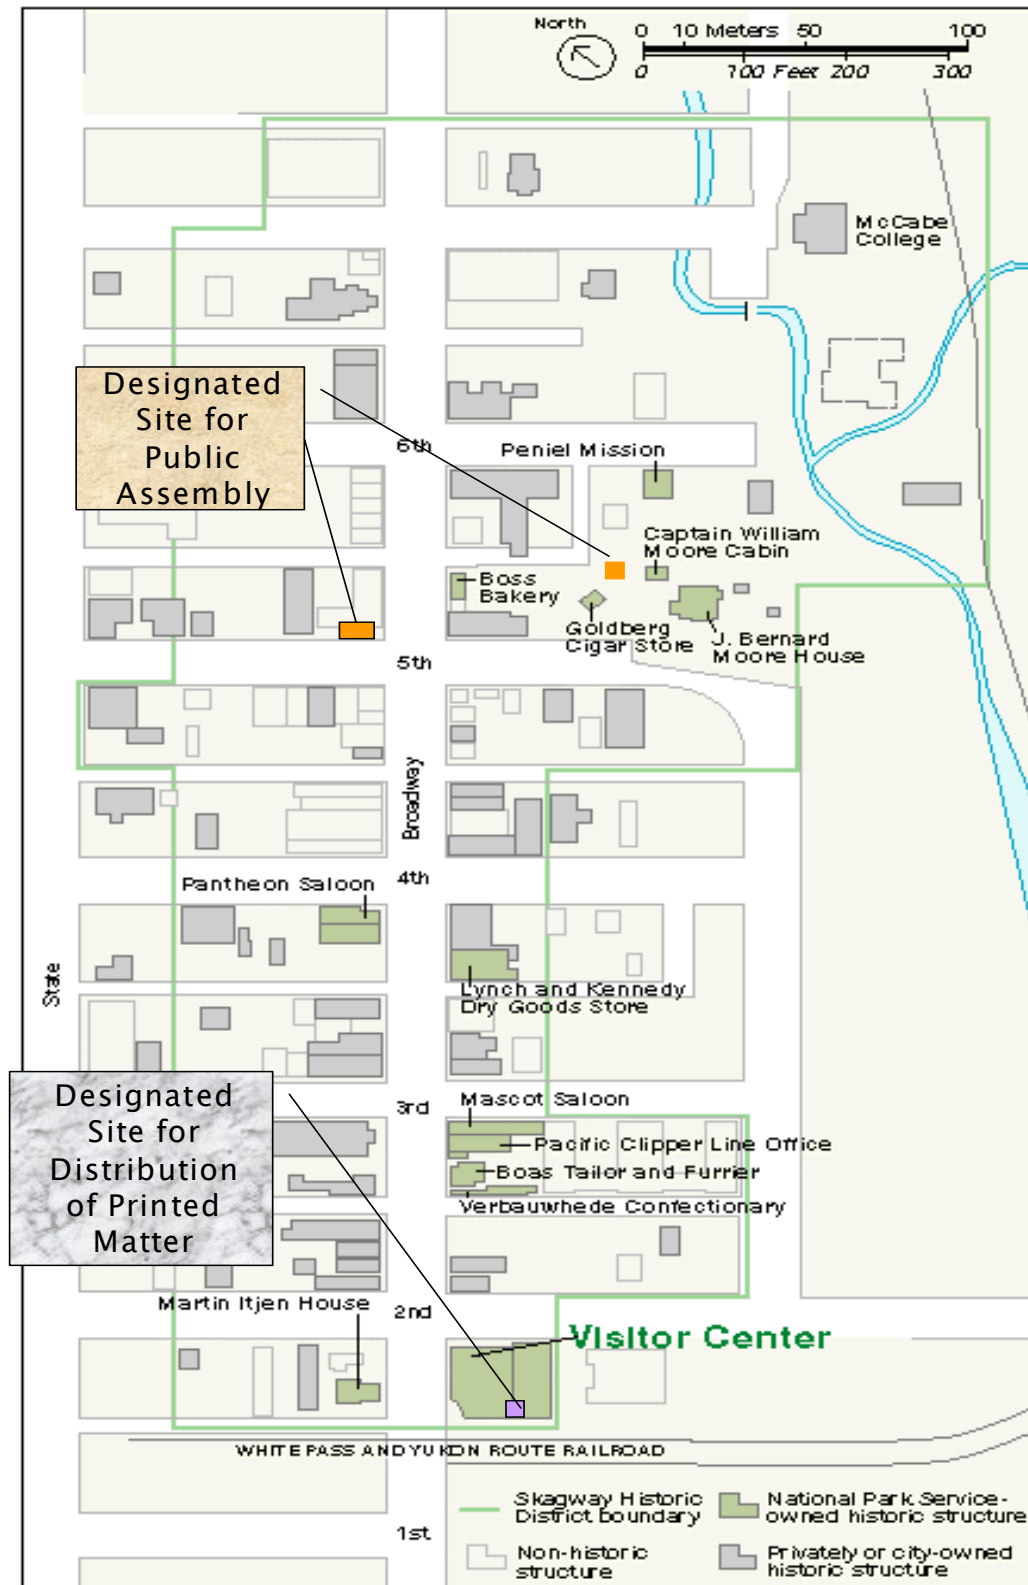 North
0 10 Meters 50 100
0 100 Feet 200 300
McCabe
College
Designated
Site for
Public
Assembly
6th
Peniel Mission
Captain William
Moore Cabin
Boss
Bakery
Goldberg
Cigar Store
J. Bernard
Moore House
5th
Broadway
4th
Pantheon Saloon
State
Lynch and Kennedy
Dry Goods Store
Designated
Site for
Distribution
of Printed
Matter
3rd
Mascot Saloon
Pacific Clipper Line Office
Boas Tailor and Furrier
Verbauwhede Confectionary
Martin Itjen House
2nd
Visitor Center
WHITE PASS AND YUKON ROUTE RAILROAD
1st
Skagway Historic
District boundary
National Park Service-
owned historic structure
Non-historic
structure
Privately or city-owned
historic structure